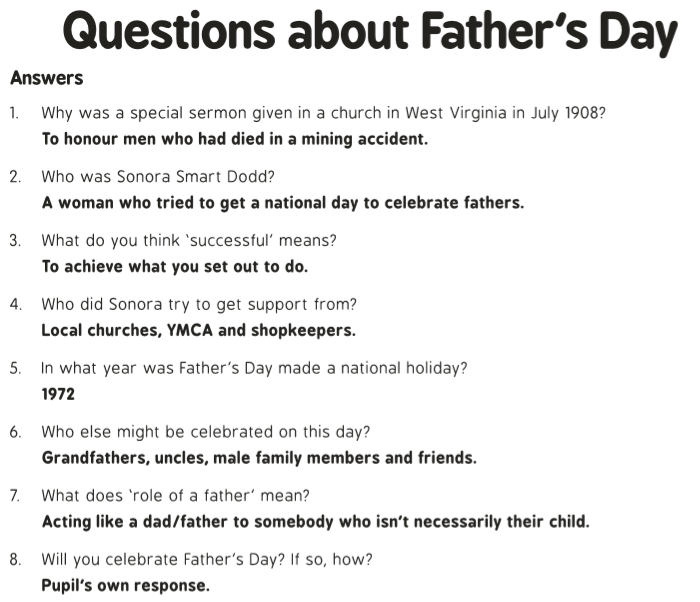 Questions about Father's Day
Answers
1. Why was a special sermon given in a church in West Virginia in July 1908?
To honour men who had died in a mining accident.
2. Who was Sonora Smart Dodd?
A woman who tried to get a national day to celebrate fathers.
3. What do you think 'successful' means?
To achieve what you set out to do.
4. Who did Sonora try to get support from?
Local churches, YMCA and shopkeepers.
5. In what year was Father's Day made a national holiday?
1972
6. Who else might be celebrated on this day?
Grandfathers, uncles, male family members and friends.
7. What does 'role of a father' mean?
Acting like a dad/father to somebody who isn't necessarily their child.
8. Will you celebrate Father's Day? If so, how?
Pupil's own response.